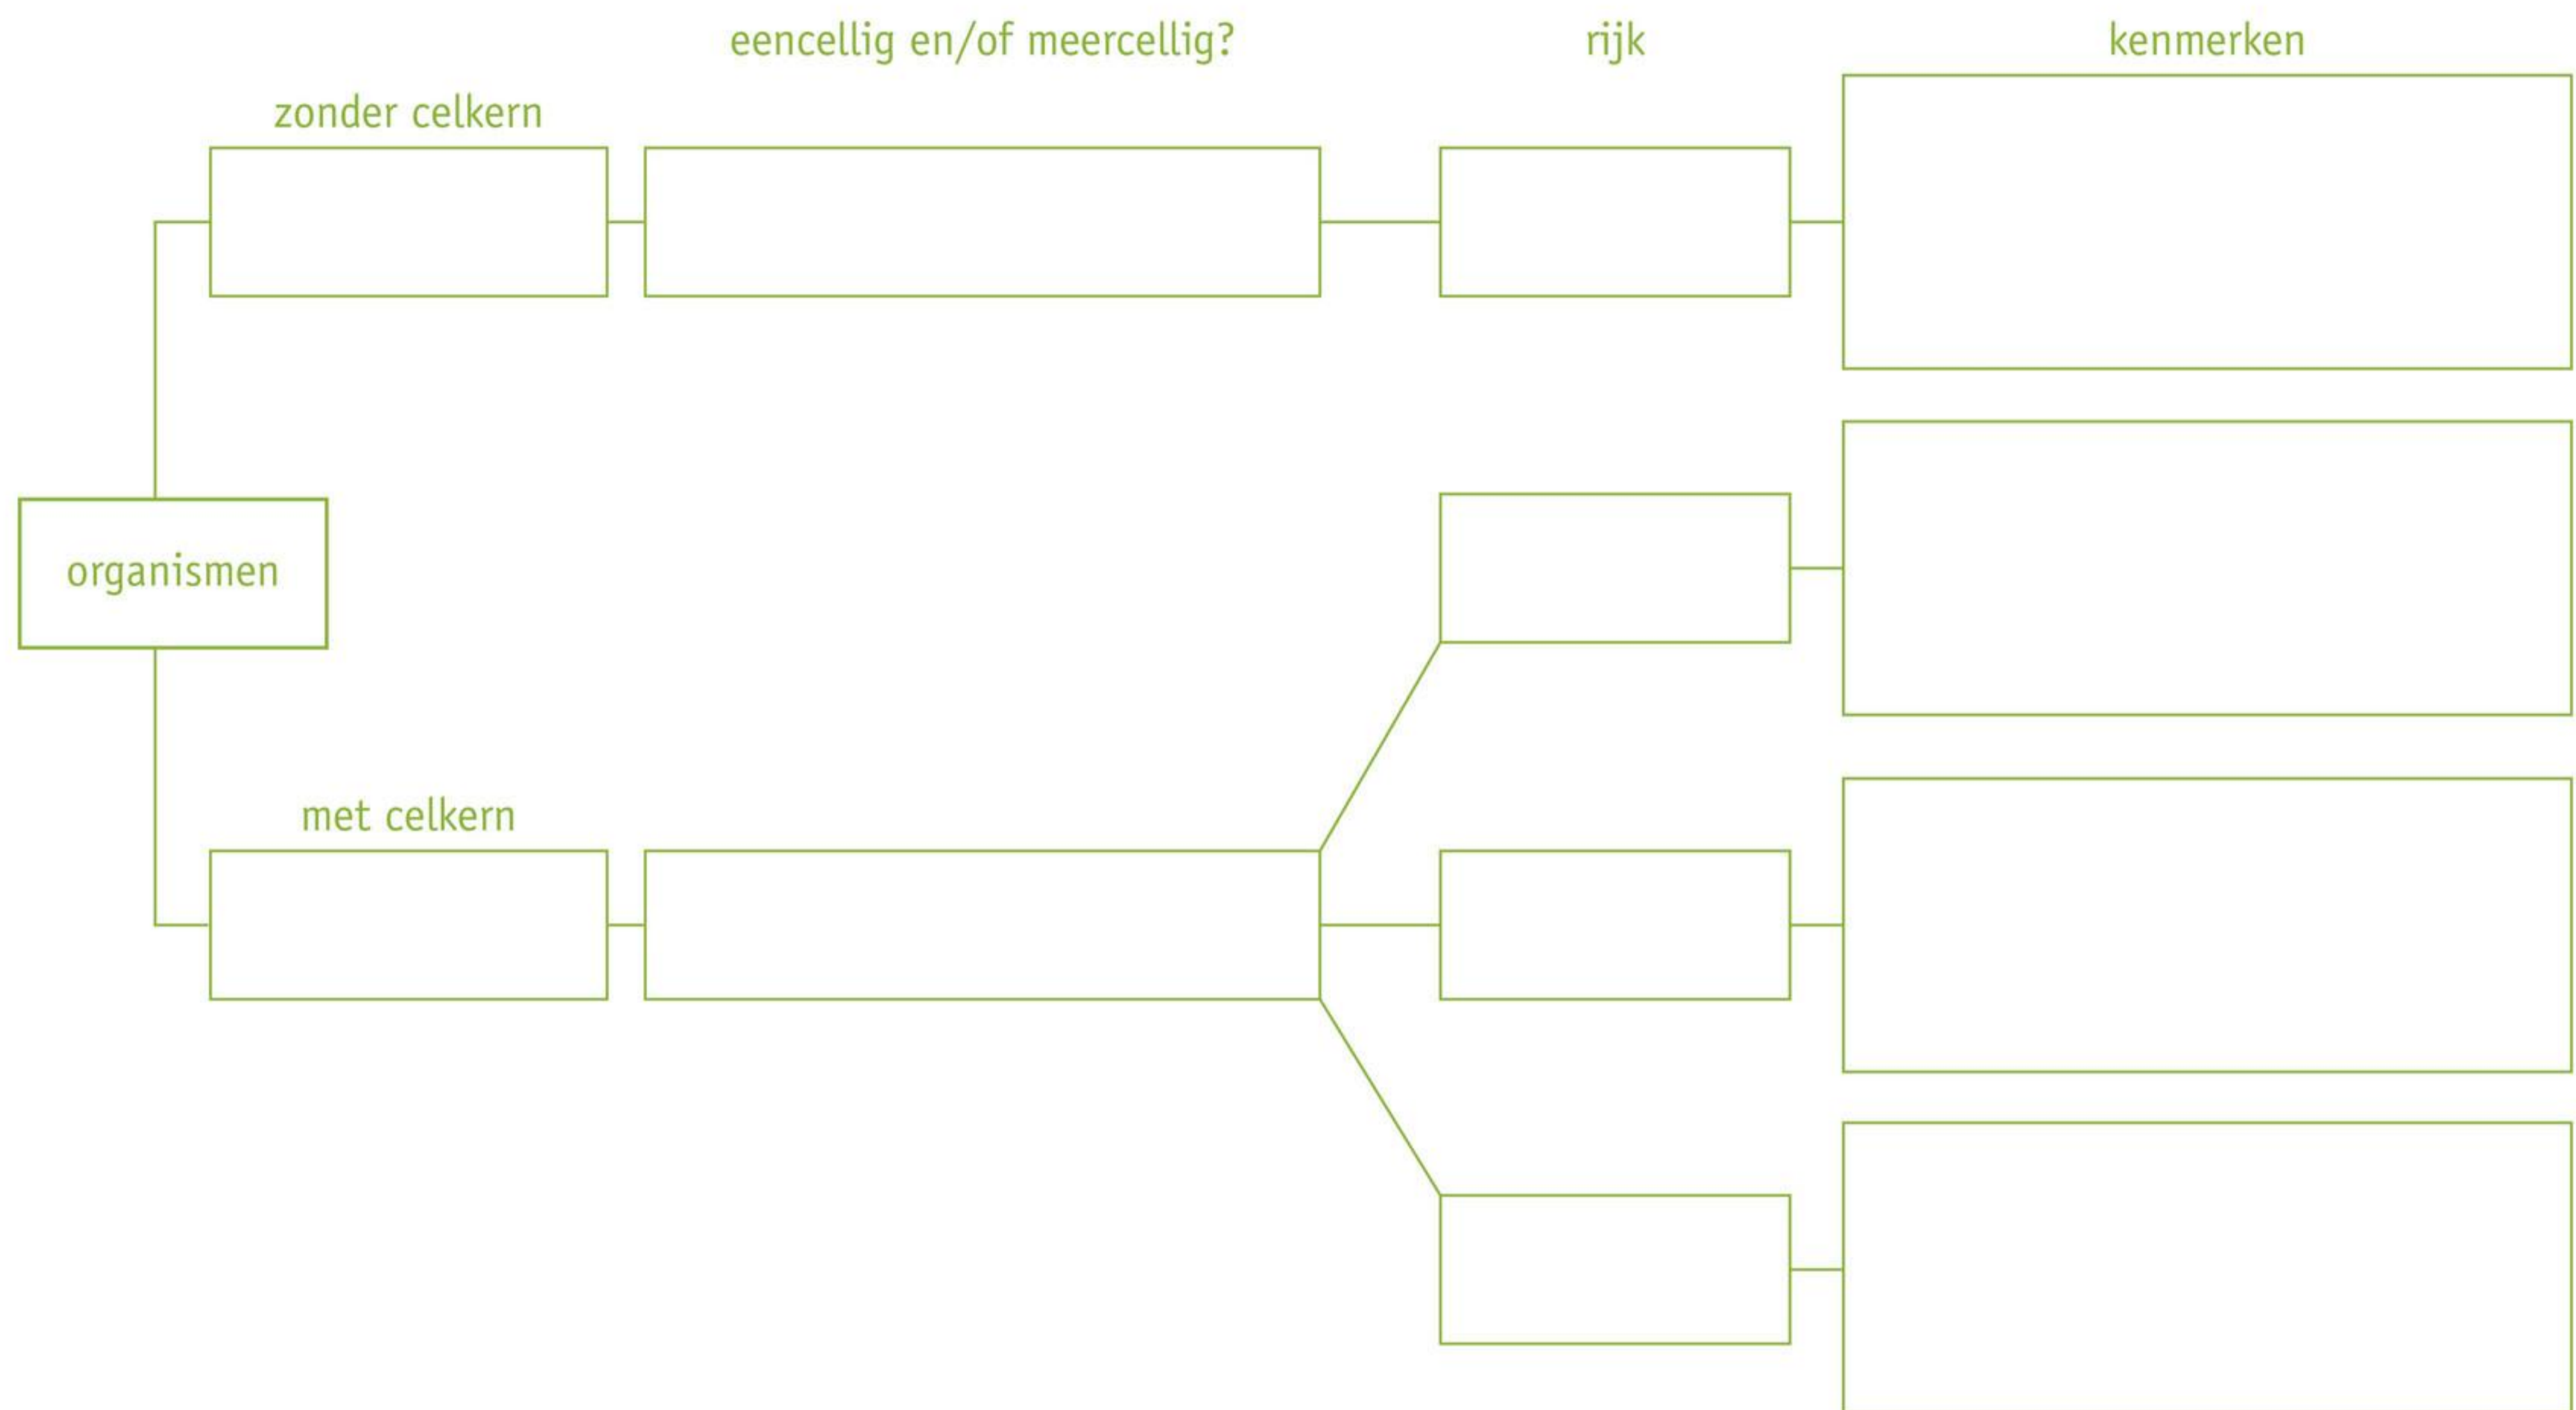 eencellig en/of meercellig?
rijk
kenmerken
zonder celkern
organismen
met celkern